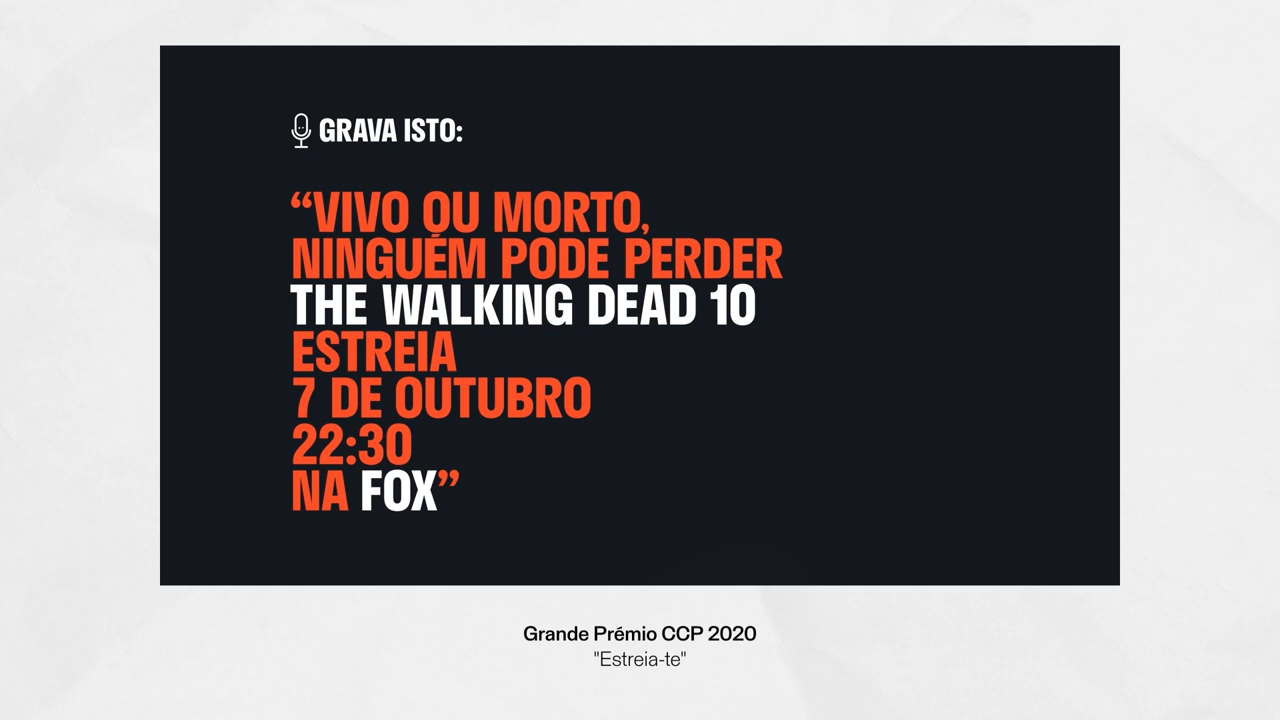 GRAVA ISTO:
“VIVO OU MORTO,
NINGUÉM PODE PERDER
THE WALKING DEAD 10
ESTREIA
7 DE OUTUBRO
22:30
NA FOX”
Grande Prémio CCP 2020
"Estreia-te"